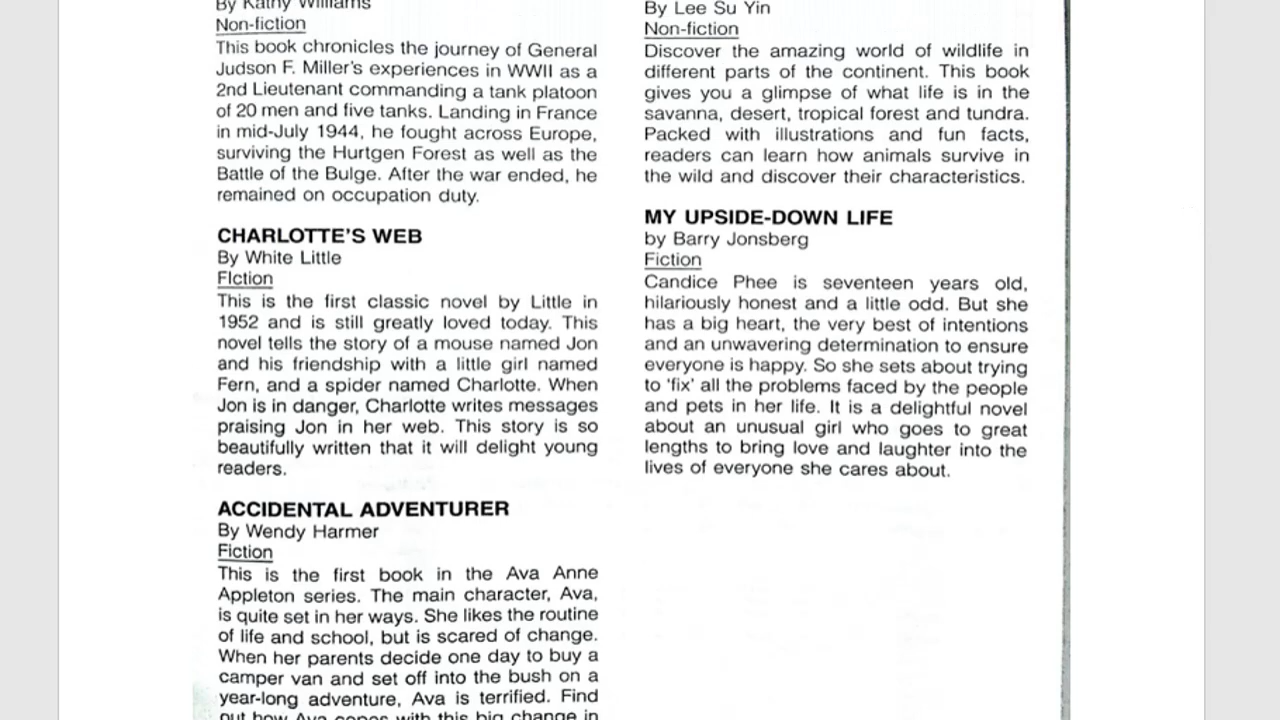 By Kathy Williams
Non-fiction
This book chronicles the journey of General
Judson F. Miller's experiences in WWII as a
2nd Lieutenant commanding a tank platoon
of 20 men and five tanks. Landing in France
in mid-July 1944, he fought across Europe,
surviving the Hurtgen Forest as well as the
Battle of the Bulge. After the war ended, he
remained on occupation duty.
CHARLOTTE'S WEB
By White Little
FIction
This is the first classic novel by Little in
1952 and is still greatly loved today. This
novel tells the story of a mouse named Jon
and his friendship with a little girl named
Fern, and a spider named Charlotte. When
Jon is in danger, Charlotte writes messages
praising Jon in her web. This story is so
beautifully written that it will delight young
readers.
ACCIDENTAL ADVENTURER
By Wendy Harmer
Fiction
This is the first book in the Ava Anne
Appleton series. The main character, Ava,
is quite set in her ways. She likes the routine
of life and school, but is scared of change.
When her parents decide one day to buy a
camper van and set off into the bush on a
year-long adventure, Ava is terrified. Find
out how Ava copes with this big change in
By Lee Su Yin
Non-fiction
Discover the amazing world of wildlife in
different parts of the continent. This book
gives you a glimpse of what life is in the
savanna, desert, tropical forest and tundra.
Packed with illustrations and fun facts,
readers can learn how animals survive in
the wild and discover their characteristics.
MY UPSIDE-DOWN LIFE
by Barry Jonsberg
Fiction
Candice Phee is seventeen years old,
hilariously honest and a little odd. But she
has a big heart, the very best of intentions
and an unwavering determination to ensure
everyone is happy. So she sets about trying
to 'fix' all the problems faced by the people
and pets in her life. It is a delightful novel
about an unusual girl who goes to great
lengths to bring love and laughter into the
lives of everyone she cares about.